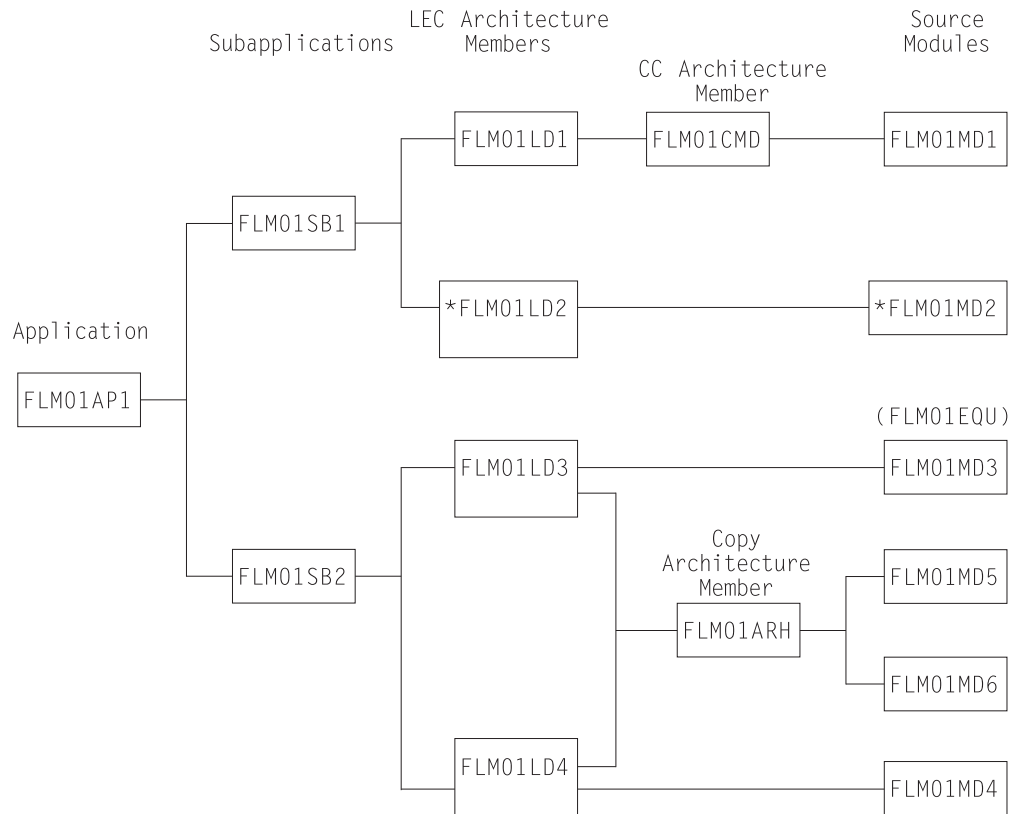 LEC Architecture
Members
Source
Modules
Subapplications
CC Architecture
Member
FLM01LD1
FLM01CMD
FLM01MD1
FLM01SB1
*FLM01LD2
*FLM01MD2
Application
FLM01AP1
(FLM01EQU)
FLM01LD3
FLM01MD3
Copy
Architecture
Member
FLM01SB2
FLM01MD5
FLM01ARH
FLM01MD6
FLM01LD4
FLM01MD4